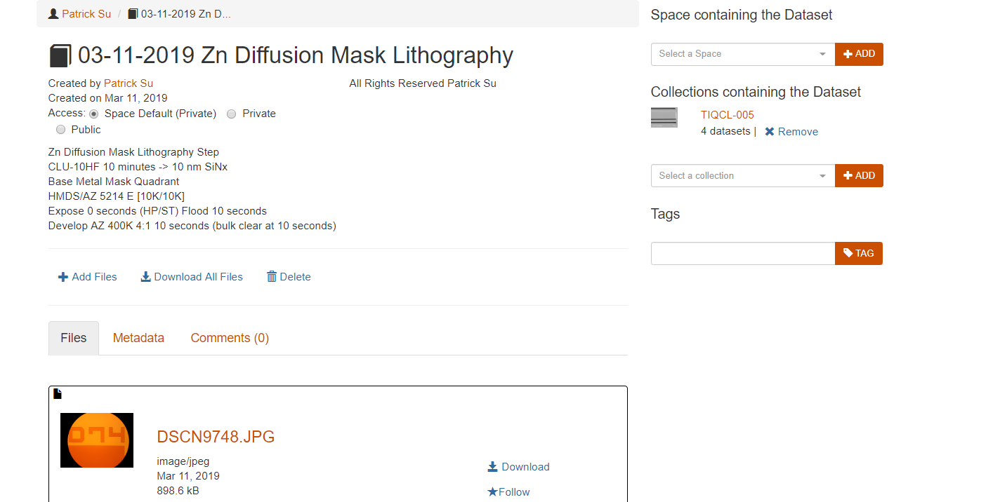 Patrick Su / 03-11-2019 Zn D...
03-11-2019 Zn Diffusion Mask Lithography
Created by Patrick Su
All Rights Reserved Patrick Su
Created on Mar 11, 2019
Access: Space Default (Private) Private
Public
Zn Diffusion Mask Lithography Step
CLU-10HF 10 minutes -> 10 nm SiNx
Base Metal Mask Quadrant
HMDS/AZ 5214 E [10K/10K]
Expose 0 seconds (HP/ST) Flood 10 seconds
Develop AZ 400K 4:1 10 seconds (bulk clear at 10 seconds)
Add Files Download All Files Delete
Files Metadata Comments (0)
074
DSCN9748.JPG
image/jpeg
Mar 11, 2019
898.6 kB
Download
Follow
Space containing the Dataset
Select a Space ADD
Collections containing the Dataset
TIQCL-005
4 datasets | Remove
Select a collection ADD
Tags
TAG